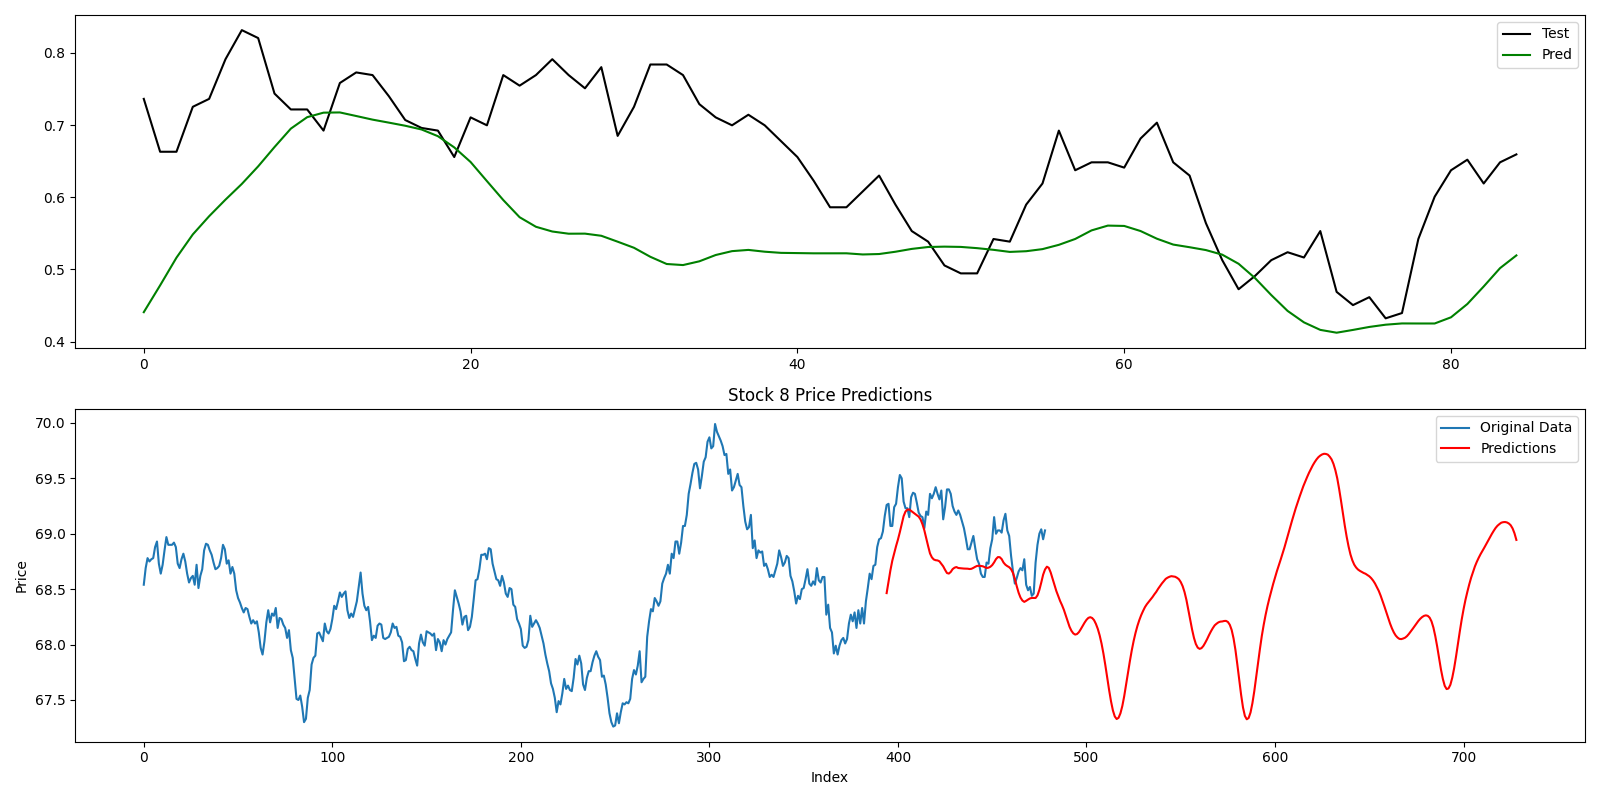 Test
Pred
0.8
0.7
0.6
0.5
0.4
0 20 40 60 80
Stock 8 Price Predictions
Original Data
Predictions
70.0
69.5
69.0
68.5
68.0
67.5
Price
0 100 200 300 400 500 600 700
Index